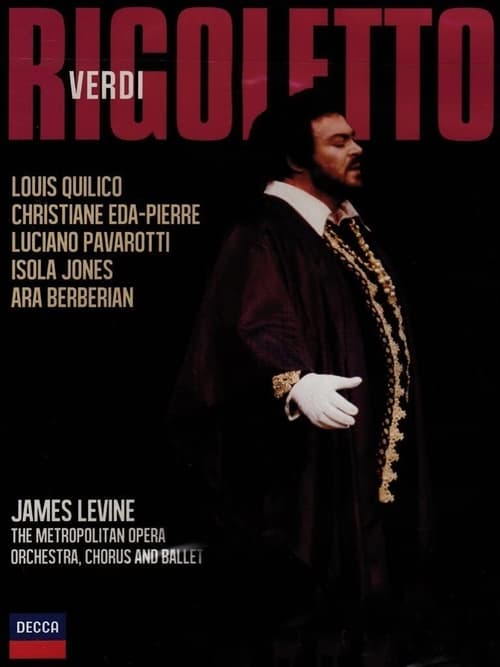 RIGOLETTO
VERDI
LOUIS QUILICO
CHRISTIANE EDA-PIERRE
LUCIANO PAVAROTTI
ISOLA JONES
ARA BERBERIAN
JAMES LEVINE
THE METROPOLITAN OPERA
ORCHESTRA, CHORUS AND BALLET
DECCA